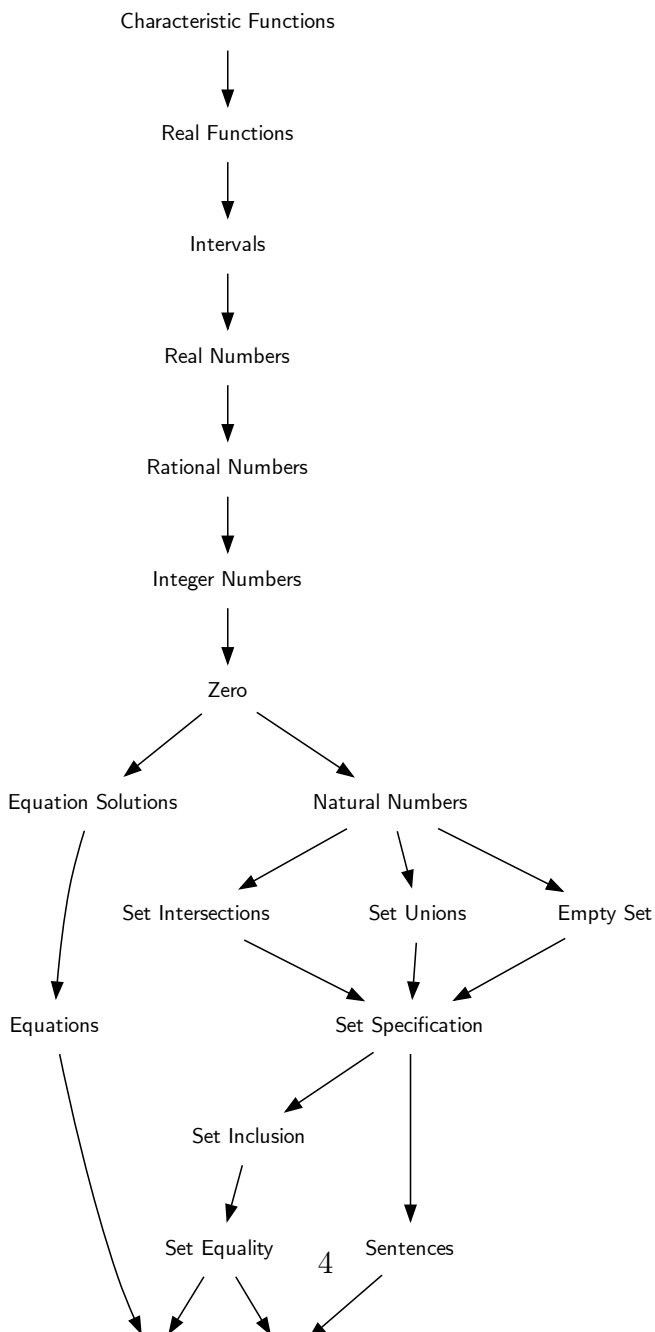 Characteristic Functions
Real Functions
Intervals
Real Numbers
Rational Numbers
Integer Numbers
Zero
Equation Solutions
Natural Numbers
Set Intersections
Set Unions
Empty Set
Equations
Set Specification
Set Inclusion
Set Equality
Sentences
4